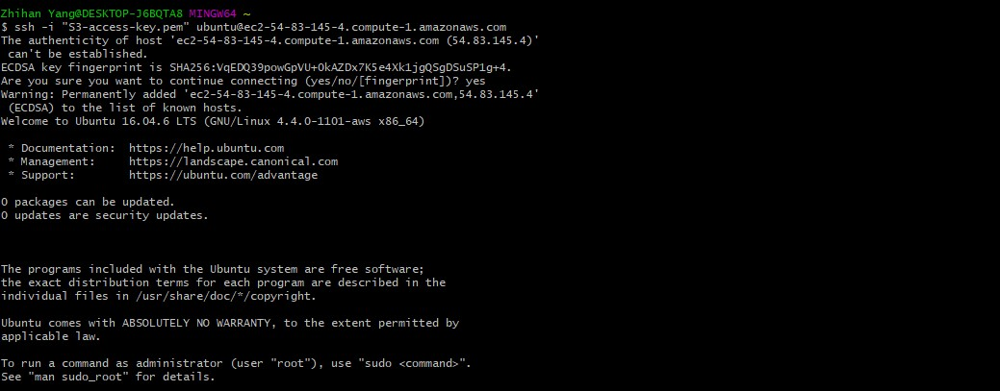 Zhihan Yang@DESKTOP-J6BQTA8 MINGW64 ~
$ ssh -i "S3-access-key.pem" ubuntu@ec2-54-83-145-4.compute-1.amazonaws.com
The authenticity of host 'ec2-54-83-145-4.compute-1.amazonaws.com (54.83.145.4)'
can't be established.
ECDSA key fingerprint is SHA256:VqEDQ39powGpVU+0kAZDx7K5e4Xk1jgQSgDSuSP1g+4.
Are you sure you want to continue connecting (yes/no/[fingerprint])? yes
Warning: Permanently added 'ec2-54-83-145-4.compute-1.amazonaws.com,54.83.145.4'
(ECDSA) to the list of known hosts.
Welcome to Ubuntu 16.04.6 LTS (GNU/Linux 4.4.0-1101-aws x86_64)
* Documentation:  https://help.ubuntu.com
* Management:     https://landscape.canonical.com
* Support:        https://ubuntu.com/advantage
0 packages can be updated.
0 updates are security updates.
The programs included with the Ubuntu system are free software;
the exact distribution terms for each program are described in the
individual files in /usr/share/doc/*/copyright.
Ubuntu comes with ABSOLUTELY NO WARRANTY, to the extent permitted by
applicable law.
To run a command as administrator (user "root"), use "sudo <command>".
See "man sudo_root" for details.